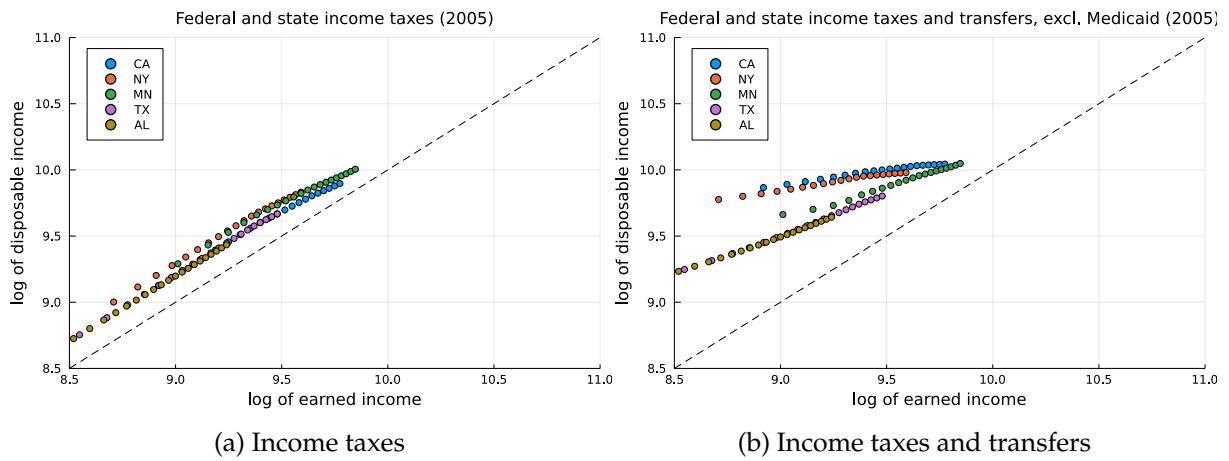 Federal and state income taxes (2005)
11.0
10.5
10.0
9.5
9.0
8.5
log of disposable income
CA
NY
MN
TX
AL
8.5 9.0 9.5 10.0 10.5 11.0
log of earned income
(a) Income taxes
Federal and state income taxes and transfers, excl. Medicaid (2005)
11.0
10.5
10.0
9.5
9.0
8.5
log of disposable income
CA
NY
MN
TX
AL
8.5 9.0 9.5 10.0 10.5 11.0
log of earned income
(b) Income taxes and transfers